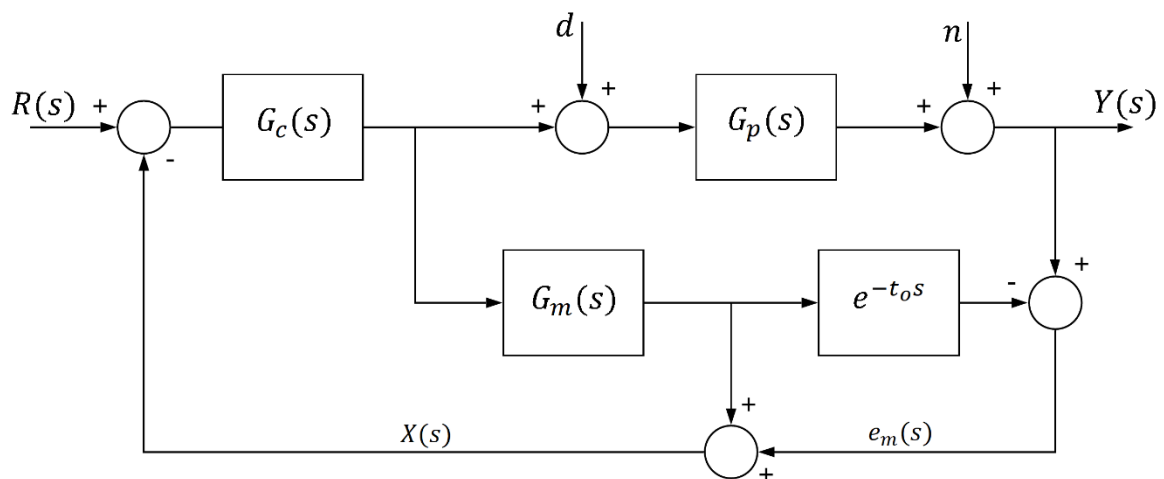 d
n
R(s)
+
-
G_c(s)
+
+
G_p(s)
+
+
Y(s)
G_m(s)
e^{-t_o s}
-
+
+
+
X(s)
e_m(s)